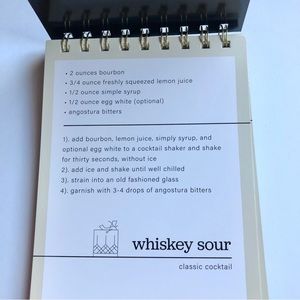 • 2 ounces bourbon
• 3/4 ounce freshly squeezed lemon juice
• 1/2 ounce simple syrup
• 1/2 ounce egg white (optional)
• angostura bitters
1). add bourbon, lemon juice, simply syrup, and
optional egg white to a cocktail shaker and shake
for thirty seconds, without ice
2). add ice and shake until well chilled
3). strain into an old fashioned glass
4). garnish with 3-4 drops of angostura bitters
whiskey sour
classic cocktail